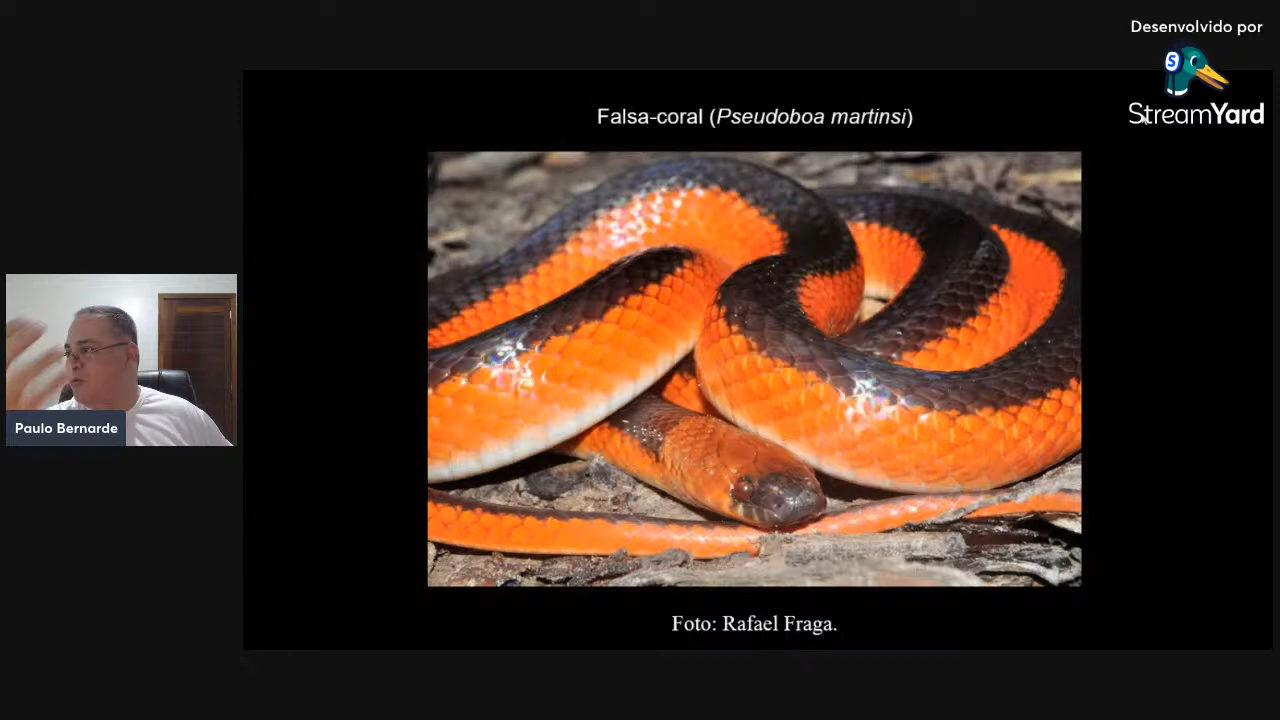 Desenvolvido por
S
StreamYard
Falsa-coral (Pseudoboa martinsi)
Paulo Bernarde
Foto: Rafael Fraga.